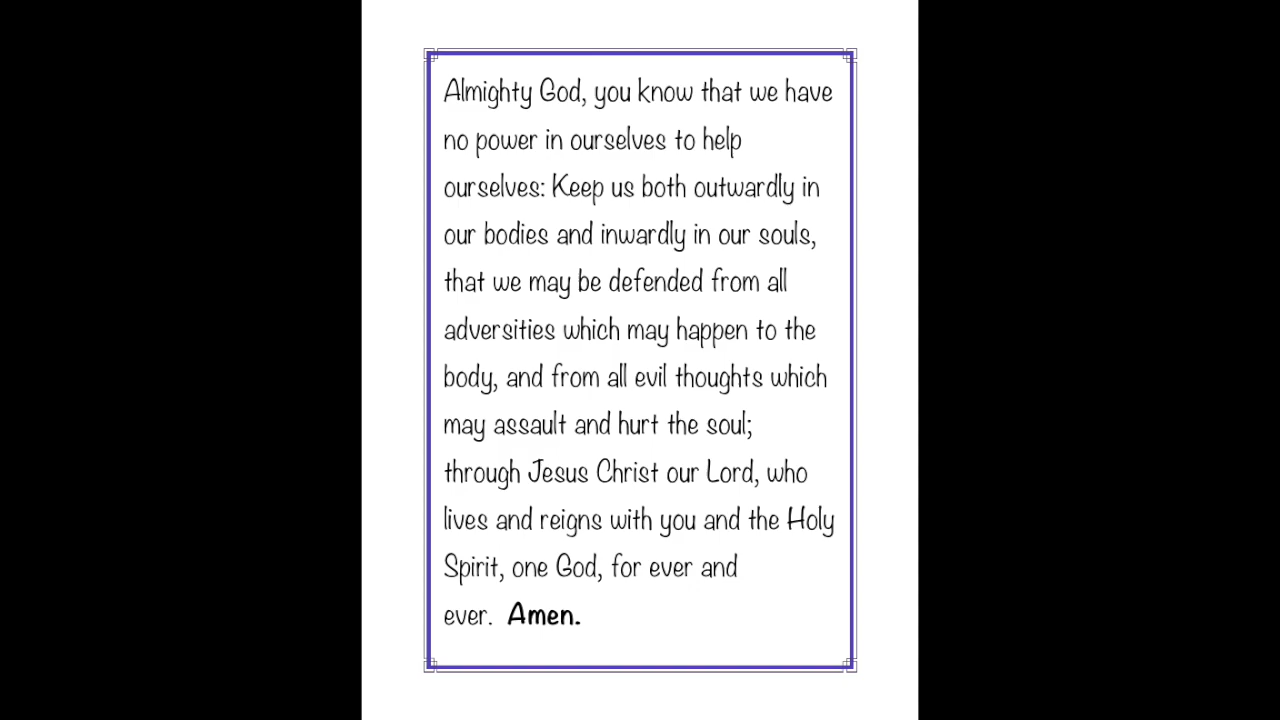 Almighty God, you know that we have
no power in ourselves to help
ourselves: Keep us both outwardly in
our bodies and inwardly in our souls,
that we may be defended from all
adversities which may happen to the
body, and from all evil thoughts which
may assault and hurt the soul;
through Jesus Christ our Lord, who
lives and reigns with you and the Holy
Spirit, one God, for ever and
ever. Amen.